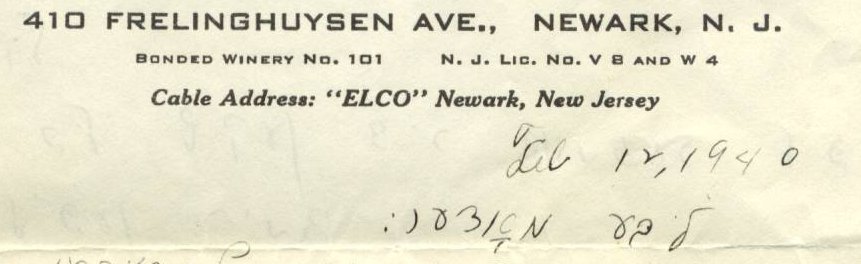 410 FRELINGHUYSEN AVE., NEWARK, N. J.
BONDED WINERY NO. 101 N. J. LIC. NO. V 8 AND W 4
Cable Address: "ELCO" Newark, New Jersey
Feb 12, 1940